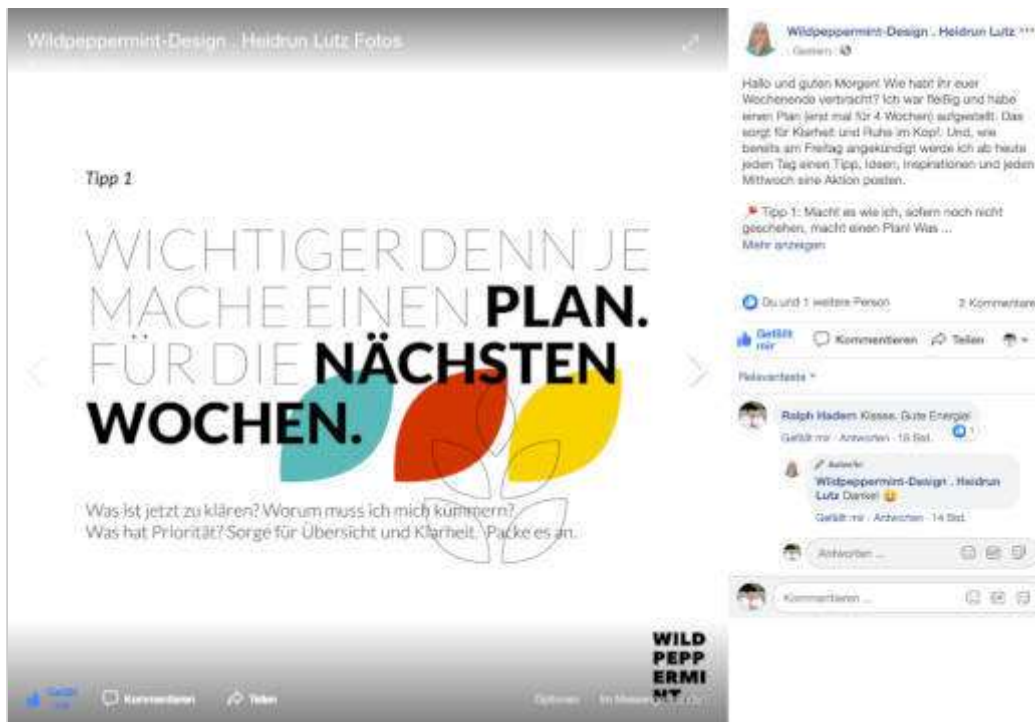 Wildpeppermint-Design . Heidrun Lutz Fotos
Tipp 1
WICHTIGER DENN JE
MACHE EINEN PLAN.
FÜR DIE NÄCHSTEN
WOCHEN.
Was ist jetzt zu klären? Worum muss ich mich kümmern?
Was hat Priorität? Sorge für Übersicht und Klarheit. Packe es an.
WILD
PEPP
ERMI
NT
Gefällt
mir
Kommentieren
Teilen
Optionen
Im Messenger
Wildpeppermint-Design . Heidrun Lutz
Gestern
Hallo und guten Morgen! Wie habt ihr euer
Wochenende verbracht? Ich war fleißig und habe
einen Plan (erst mal für 4 Wochen) aufgestellt. Das
sorgt für Klarheit und Ruhe im Kopf. Und, wie
bereits am Freitag angekündigt werde ich ab heute
jeden Tag einen Tipp, Ideen, Inspirationen und jeden
Mittwoch eine Aktion posten.
Tipp 1: Macht es wie ich, sofern noch nicht
geschehen, macht einen Plan! Was ...
Mehr anzeigen
Du und 1 weitere Person
2 Kommentare
Gefällt
mir
Kommentieren
Teilen
Relevanteste
Ralph Hadem Klasse. Gute Energie!
1
Gefällt mir · Antworten · 18 Std.
Autor/in
Wildpeppermint-Design . Heidrun
Lutz Danke!
Gefällt mir · Antworten · 14 Std.
Antworten ...
Kommentieren ...